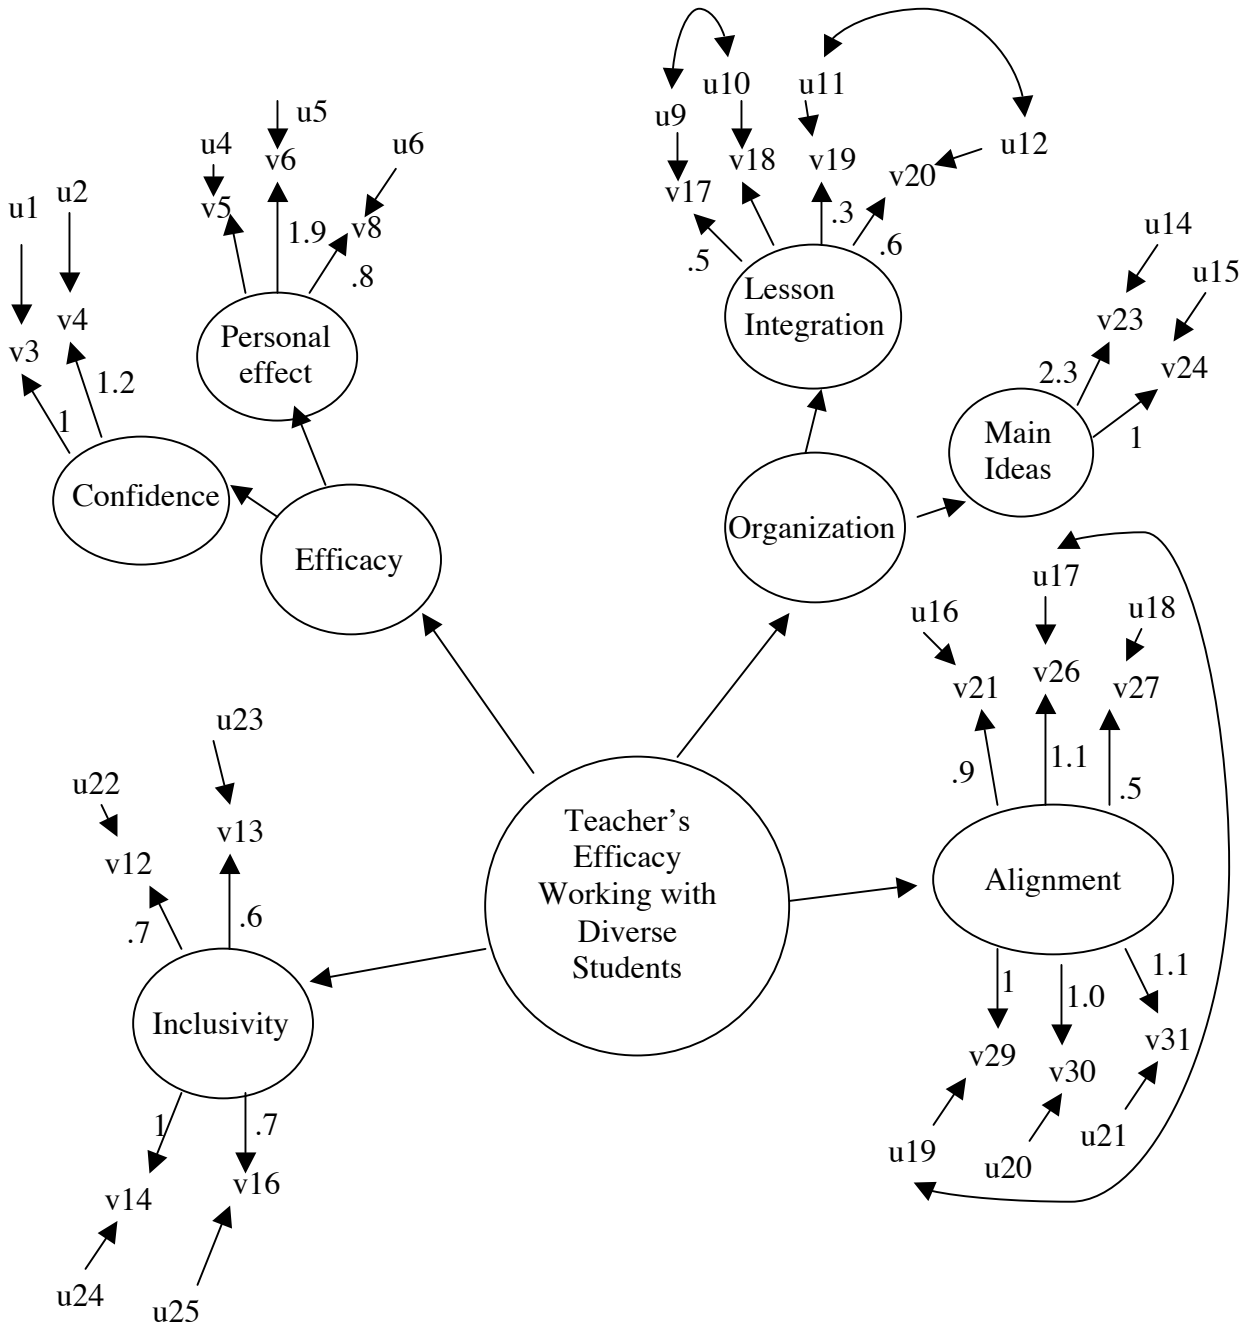 u10
u11
u9
u5
u4
u6
u12
v6
v18
v19
v20
u1
u2
v17
v5
v8
.3
1.9
.6
u14
.5
.8
u15
Lesson
Integration
v3
v4
Personal
effect
v23
v24
1.2
2.3
1
Main
Ideas
1
Confidence
Organization
Efficacy
u17
u16
u18
v21
v26
v27
u23
1.1
.9
.5
u22
v13
v12
Teacher’s
Efficacy
Working with
Diverse
Students
Alignment
.7
.6
1
1.0
1.1
Inclusivity
v29
v30
v31
1
.7
u19
u20
u21
v14
v16
u24
u25